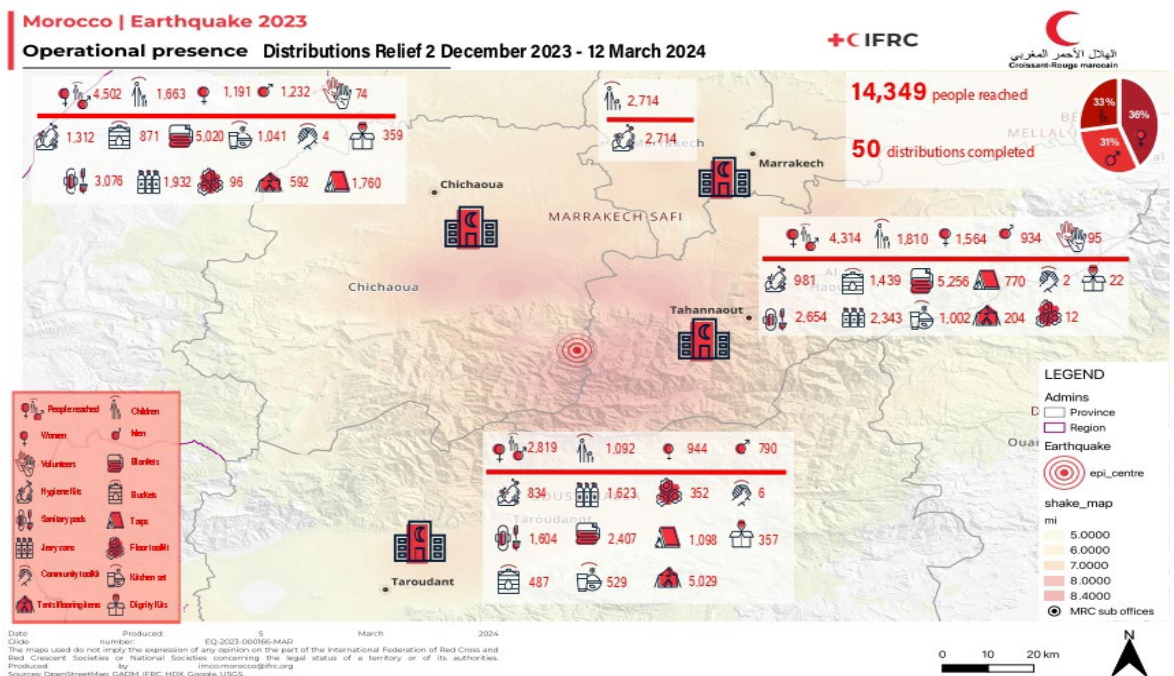 Morocco | Earthquake 2023
Operational presence Distributions Relief 2 December 2023 - 12 March 2024
IFRC
الهلال الأحمر المغربي
Croissant-Rouge marocain
4,502 1,663 1,191 1,232 74
1,312 871 5,020 1,041 4 359
3,076 1,932 96 592 1,760
2,714
2,714
14,349 people reached
50 distributions completed
33%
36%
31%
Marrakech
Chichaoua
MARRAKECH SAFI
Chichaoua
4,314 1,810 1,564 934 95
981 1,439 5,256 770 2 22
2,654 2,343 1,002 204 12
Tahannaout
2,819 1,092 944 790
834 1,623 352 6
1,604 2,407 1,098 357
487 529 5,029
Taroudant
People reached Children
Women Men
Volunteers Blankets
Hygiene Kits Buckets
Sanitary pads Tarps
Jerry cans Floor toolkit
Community toolkit Kitchen set
Tents flooring items Dignity Kits
LEGEND
Admins
Province
Region
Earthquake
epi_centre
shake_map
mi
5.0000
6.0000
7.0000
8.0000
8.4000
MRC sub offices
Date Produced: 5 March 2024
Glide number: EQ-2023-000166-MAR
The maps used do not imply the expression of any opinion on the part of the International Federation of Red Cross and
Red Crescent Societies or National Societies concerning the legal status of a territory or of its authorities.
Produced by imco.morocco@ifrc.org
Sources: OpenStreetMap, GADM, IFRC, HDX, Google, USGS.
0 10 20 km
N